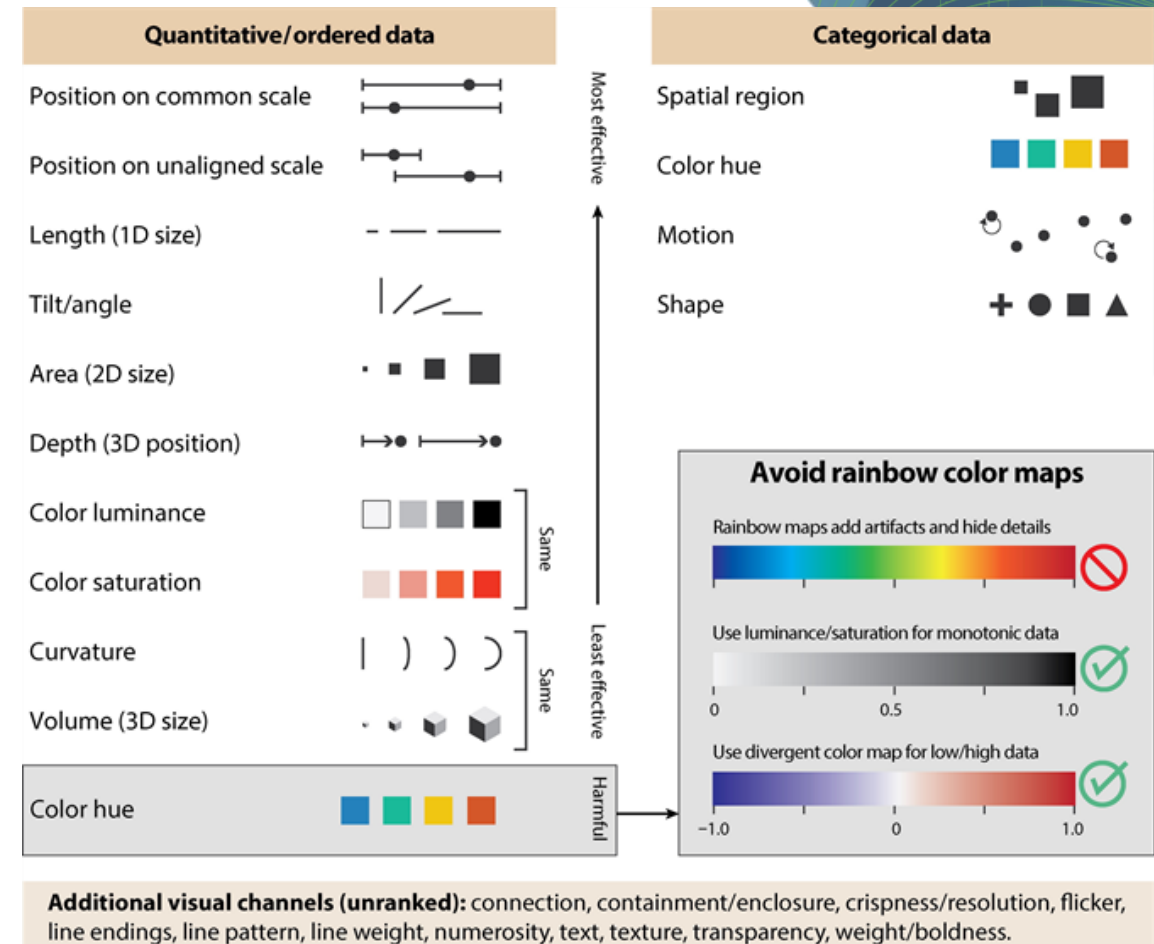 Quantitative/ordered data
Position on common scale
Position on unaligned scale
Length (1D size)
Tilt/angle
Area (2D size)
Depth (3D position)
Color luminance
Color saturation
Same
Curvature
Volume (3D size)
Same
Color hue
Most effective
Least effective
Harmful
Categorical data
Spatial region
Color hue
Motion
Shape
Avoid rainbow color maps
Rainbow maps add artifacts and hide details
Use luminance/saturation for monotonic data
0 0.5 1.0
Use divergent color map for low/high data
−1.0 0 1.0
Additional visual channels (unranked): connection, containment/enclosure, crispness/resolution, flicker,
line endings, line pattern, line weight, numerosity, text, texture, transparency, weight/boldness.